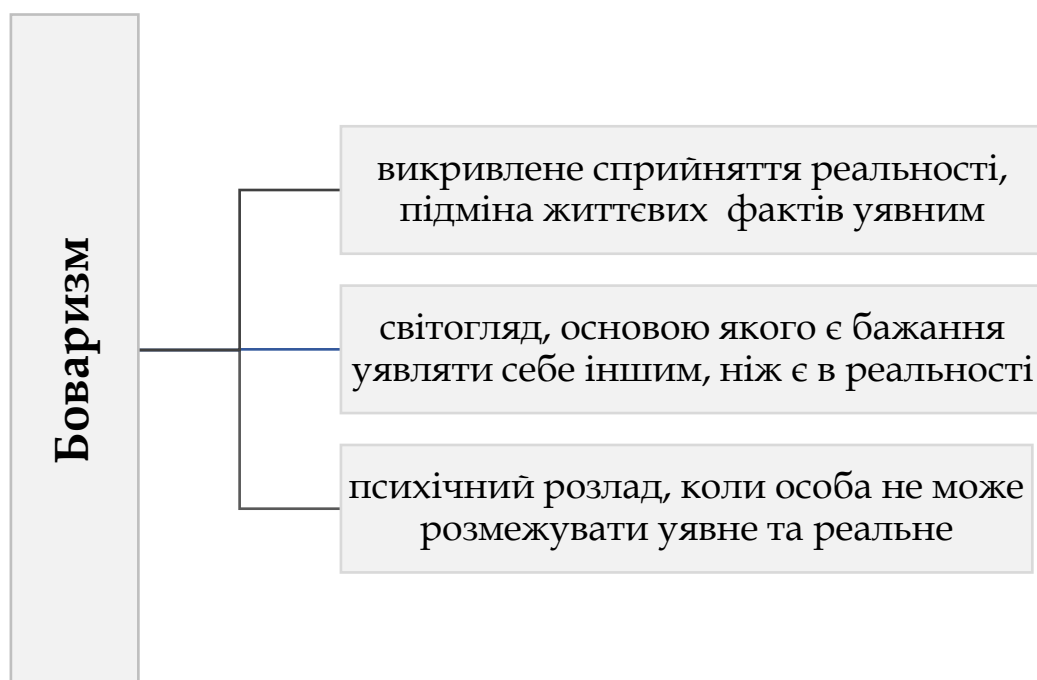 Боваризм
викривлене сприйняття реальності,
підміна життєвих фактів уявним
світогляд, основою якого є бажання
уявляти себе іншим, ніж є в реальності
психічний розлад, коли особа не може
розмежувати уявне та реальне